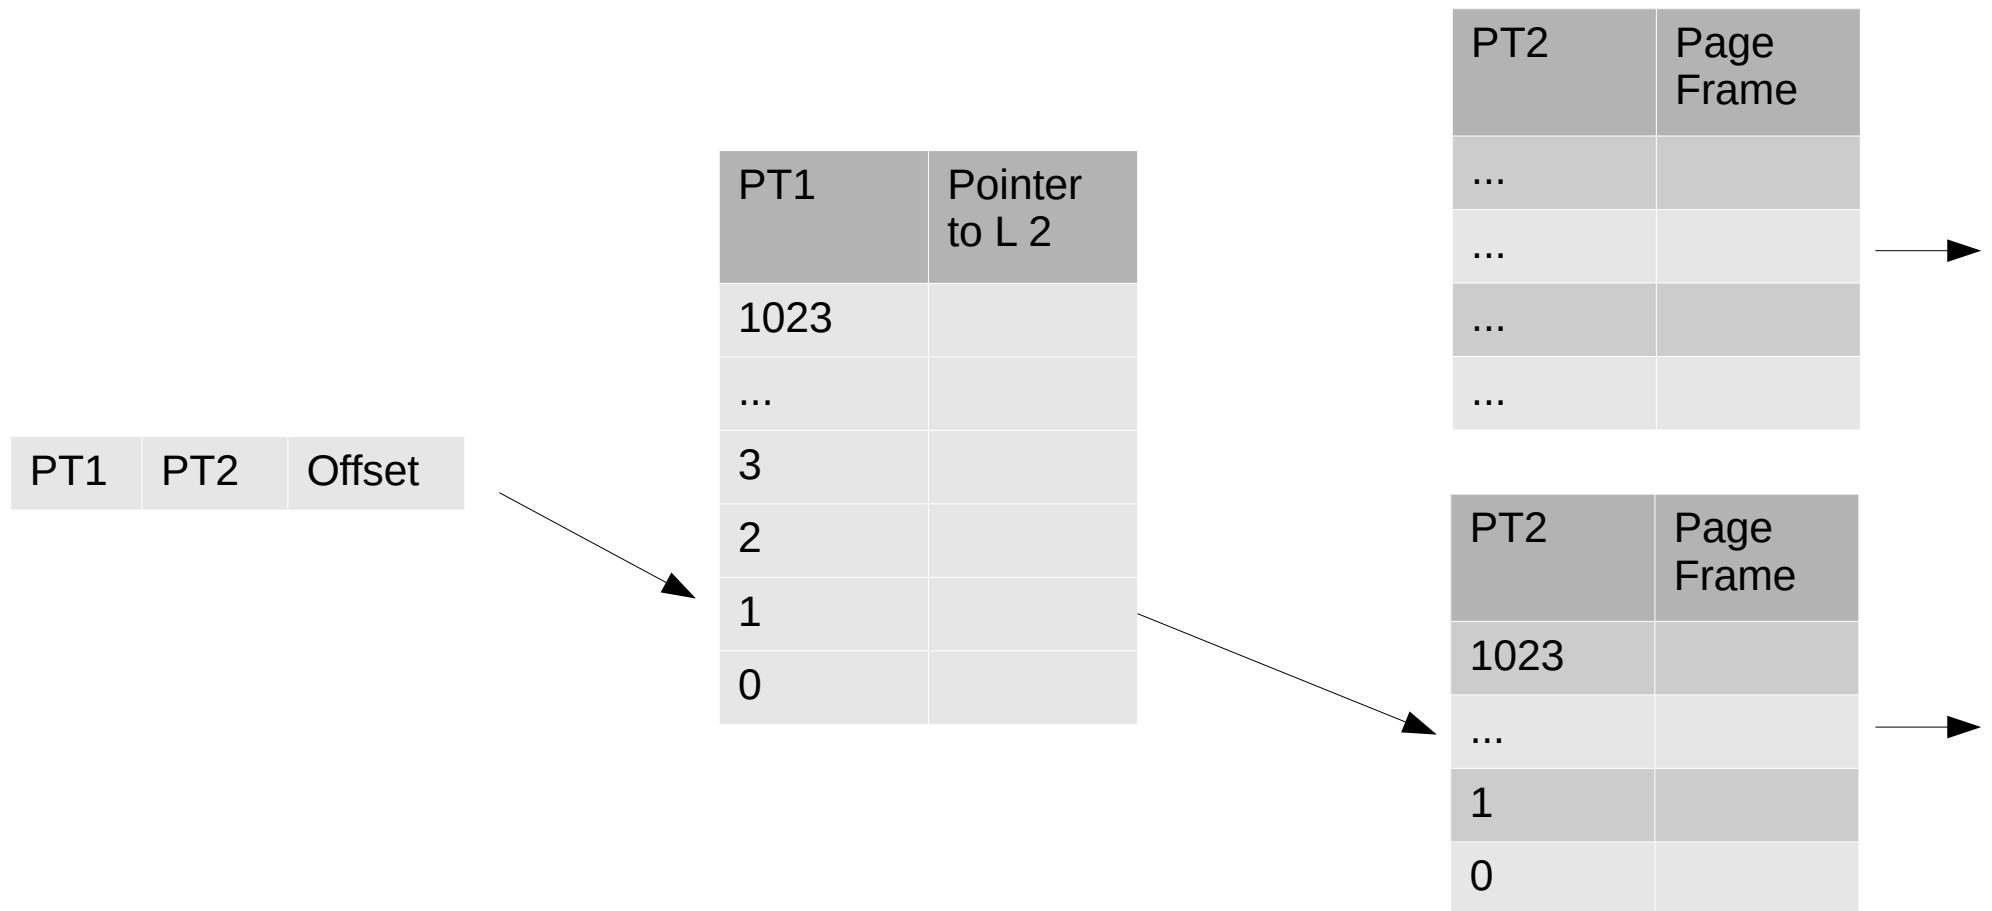 PT1 PT2 Offset
PT1 Pointer
to L 2
1023
...
3
2
1
0
PT2 Page
Frame
...
...
...
...
PT2 Page
Frame
1023
...
1
0